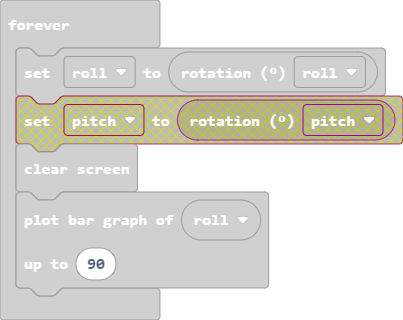 forever
set roll to rotation (º) roll
set pitch to rotation (º) pitch
clear screen
plot bar graph of roll
up to 90